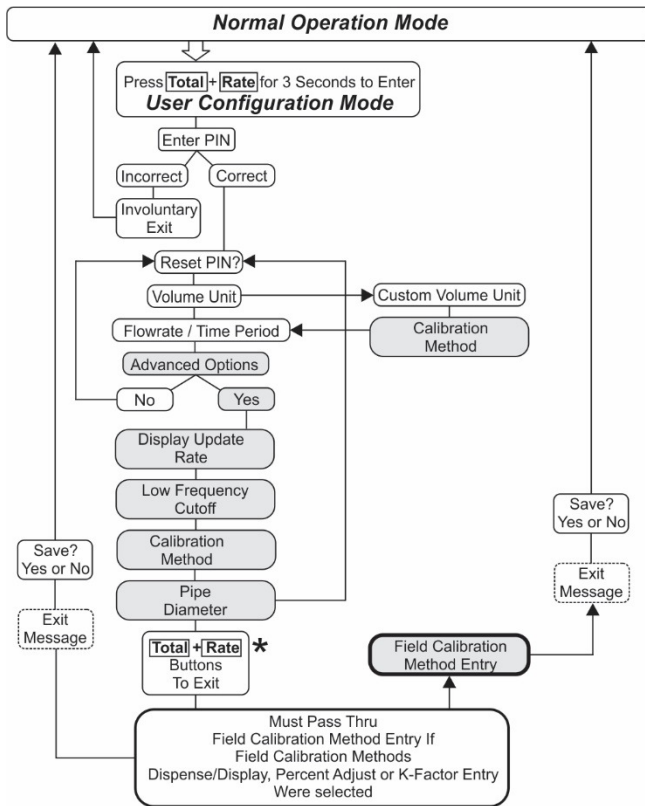 Normal Operation Mode
Press Total + Rate for 3 Seconds to Enter
User Configuration Mode
Enter PIN
Incorrect
Correct
Involuntary
Exit
Reset PIN?
Volume Unit
Custom Volume Unit
Flowrate / Time Period
Calibration
Method
Advanced Options
No
Yes
Display Update
Rate
Low Frequency
Cutoff
Calibration
Method
Pipe
Diameter
Save?
Yes or No
Exit
Message
Total + Rate *
Buttons
To Exit
Save?
Yes or No
Exit
Message
Field Calibration
Method Entry
Must Pass Thru
Field Calibration Method Entry If
Field Calibration Methods
Dispense/Display, Percent Adjust or K-Factor Entry
Were selected